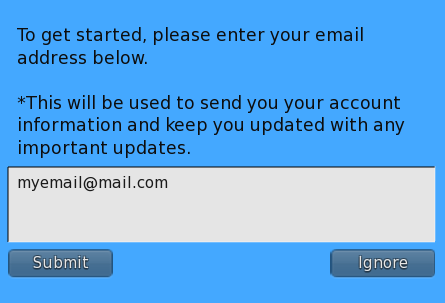 To get started, please enter your email
address below.
*This will be used to send you your account
information and keep you updated with any
important updates.
myemail@mail.com
Submit
Ignore